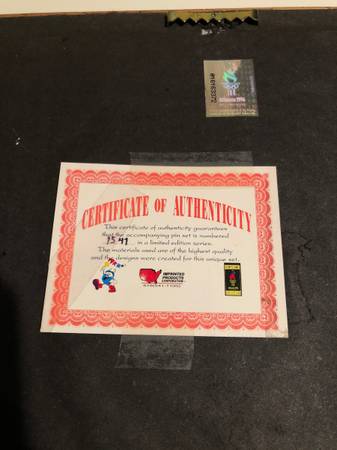 CERTIFICATE OF AUTHENTICITY
This certificate of authenticity guarantees
that the accompanying pin set is numbered
1547 in a limited edition series.
The materials used are of the highest quality
and the designs were created for this unique set.
IMPRINTED
PRODUCTS
CORPORATION